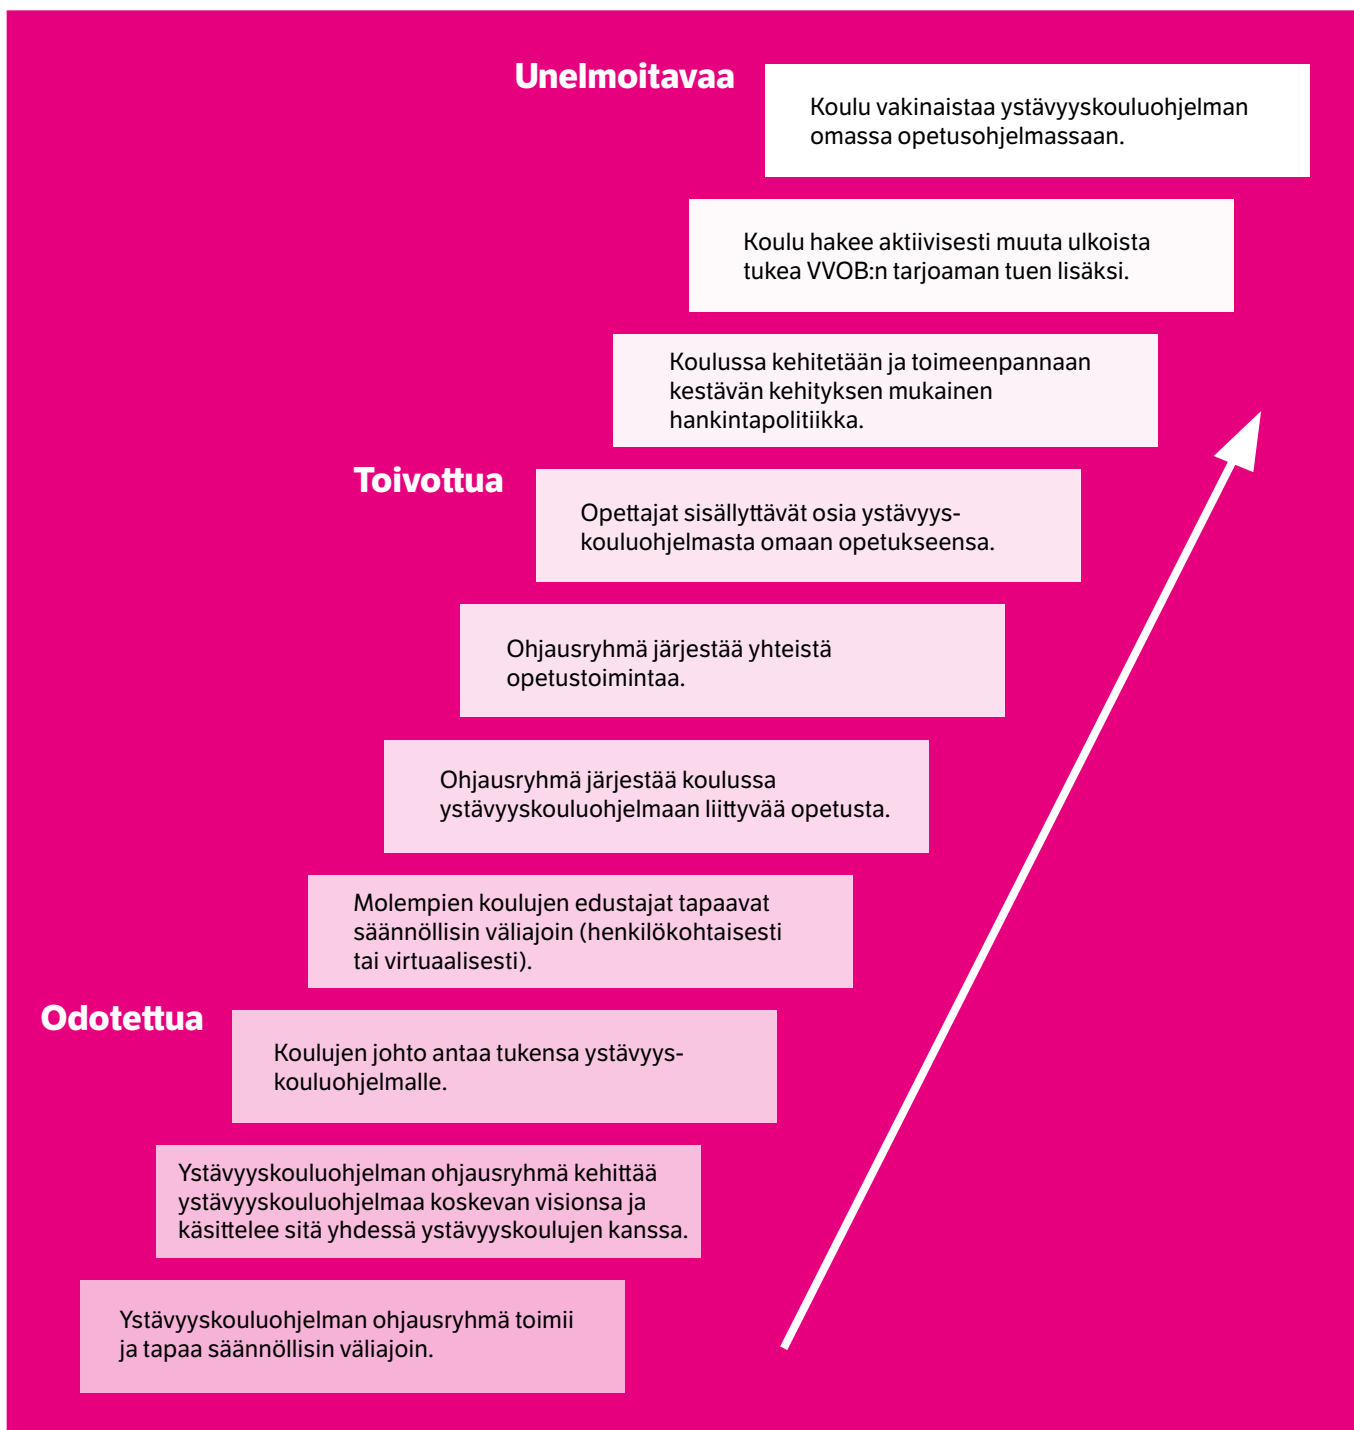 Unelmoitavaa
Koulu vakinaistaa ystävyyskouluohjelman
omassa opetusohjelmassaan.
Koulu hakee aktiivisesti muuta ulkoista
tukea VVOB:n tarjoaman tuen lisäksi.
Koulussa kehitetään ja toimeenpannaan
kestävän kehityksen mukainen
hankintapolitiikka.
Toivottua
Opettajat sisällyttävät osia ystävyys-
kouluohjelmasta omaan opetukseensa.
Ohjausryhmä järjestää yhteistä
opetustoimintaa.
Ohjausryhmä järjestää koulussa
ystävyyskouluohjelmaan liittyvää opetusta.
Molempien koulujen edustajat tapaavat
säännöllisin väliajoin (henkilökohtaisesti
tai virtuaalisesti).
Odotettua
Koulujen johto antaa tukensa ystävyys-
kouluohjelmalle.
Ystävyyskouluohjelman ohjausryhmä kehittää
ystävyyskouluohjelmaa koskevan visionsa ja
käsittelee sitä yhdessä ystävyyskoulujen kanssa.
Ystävyyskouluohjelman ohjausryhmä toimii
ja tapaa säännöllisin väliajoin.